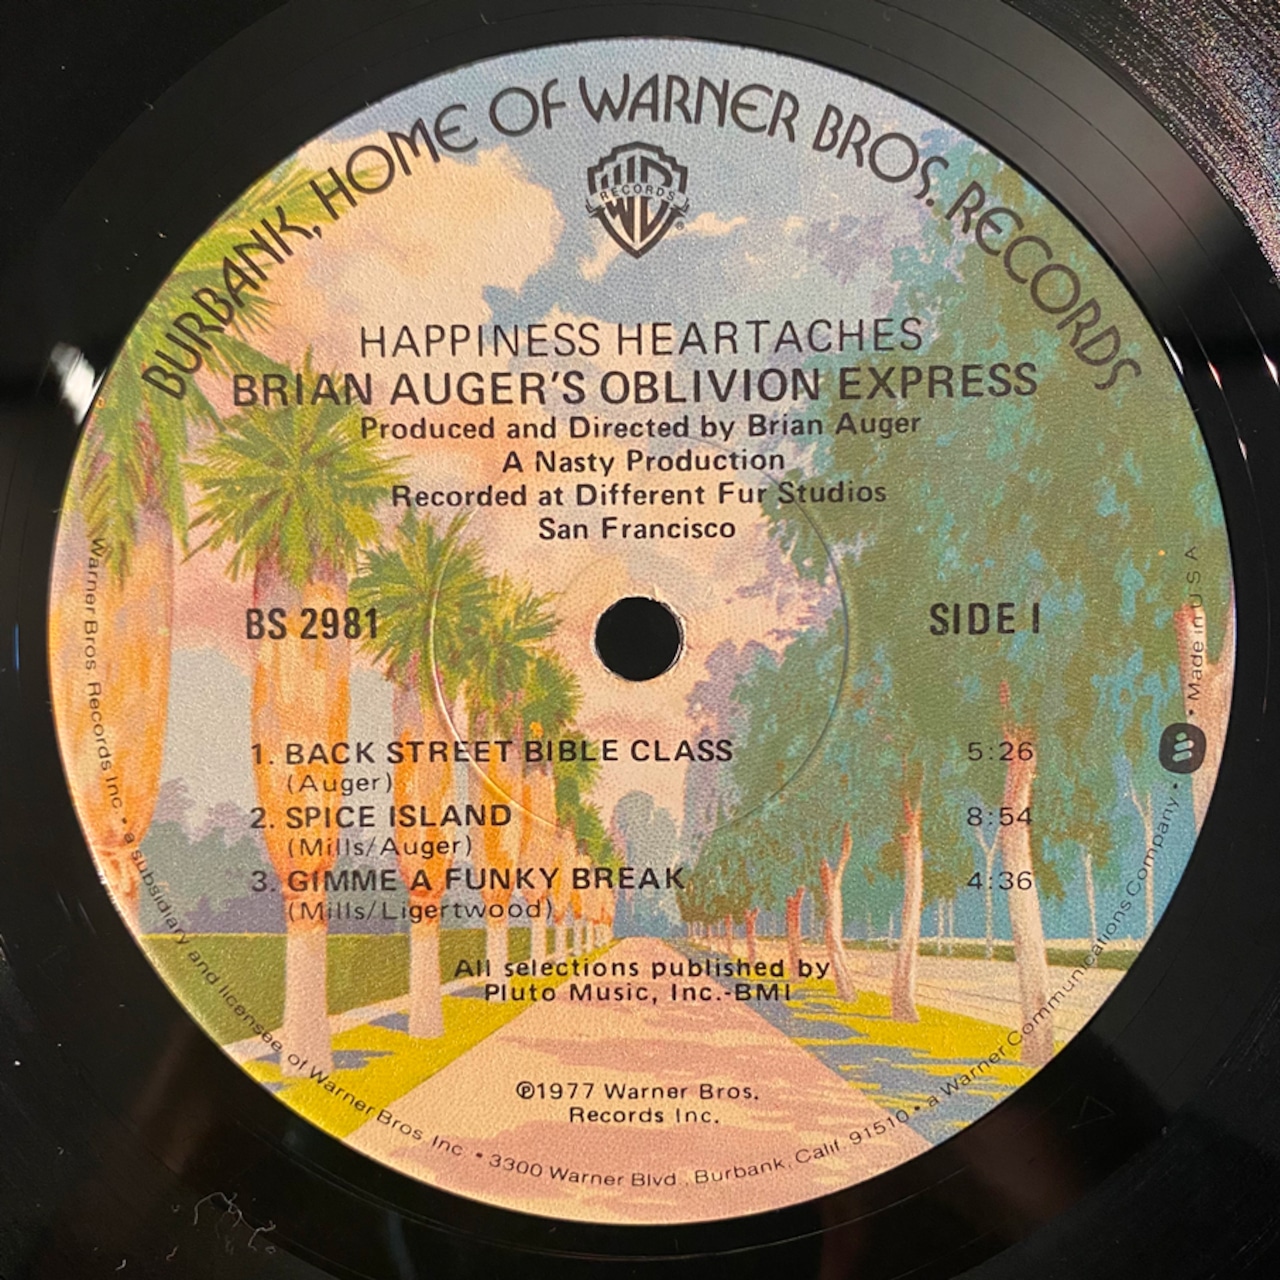 BURBANK, HOME OF WARNER BROS. RECORDS
WB
RECORDS
®
HAPPINESS HEARTACHES
BRIAN AUGER'S OBLIVION EXPRESS
Produced and Directed by Brian Auger
A Nasty Production
Recorded at Different Fur Studios
San Francisco
BS 2981 SIDE 1
1. BACK STREET BIBLE CLASS 5:26
(Auger)
2. SPICE ISLAND 8:54
(Mills/Auger)
3. GIMME A FUNKY BREAK 4:36
(Mills/Ligertwood)
All selections published by
Pluto Music, Inc.-BMI
℗1977 Warner Bros.
Records Inc.
Warner Bros. Records Inc. • a subsidiary and licensee of Warner Bros. Inc. • 3300 Warner Blvd., Burbank, Calif. 91510 • a Warner Communications Company • Made in U S A